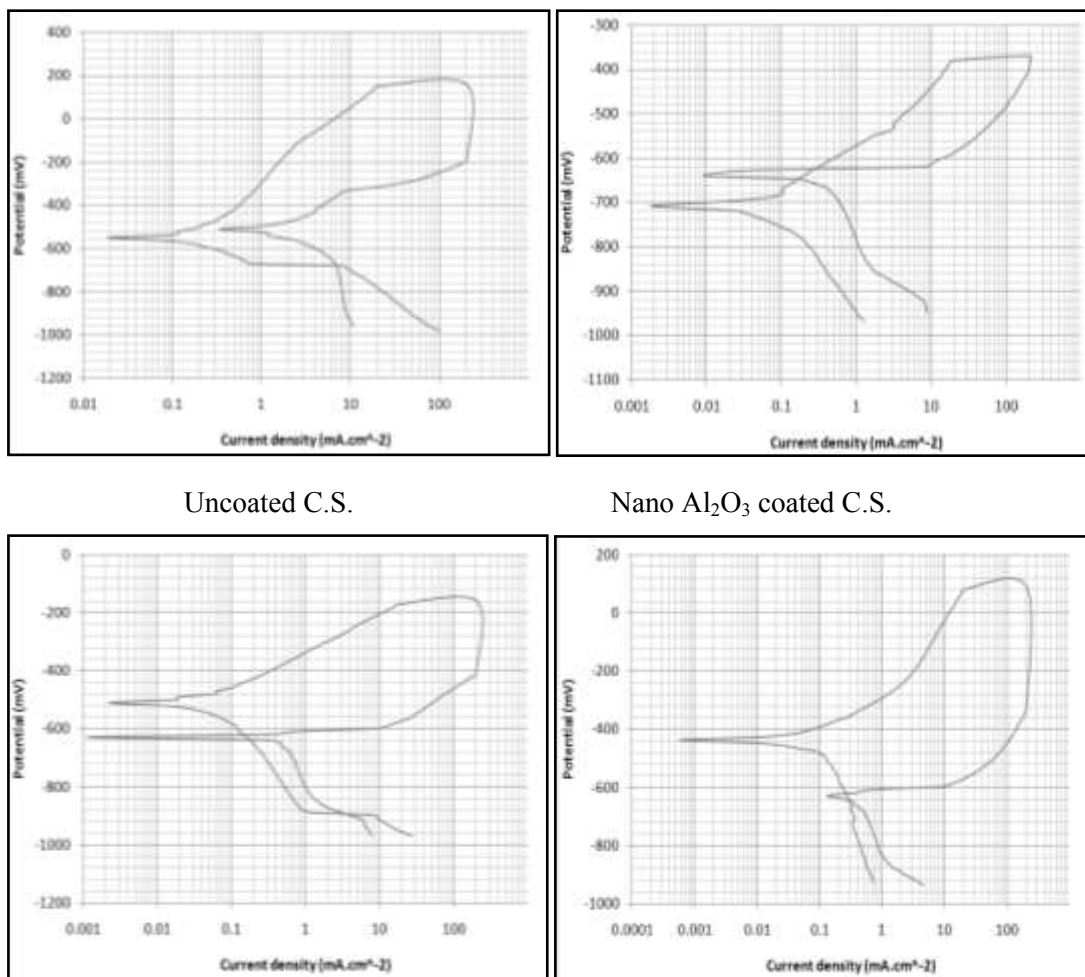 400
200
0
-200
-400
-600
-800
-1000
-1200
Potential (mV)
0.01 0.1 1 10 100
Current density (mA.cm^-2)
-300
-400
-500
-600
-700
-800
-900
-1000
-1100
Potential (mV)
0.001 0.01 0.1 1 10 100
Current density (mA.cm^-2)
Uncoated C.S.
Nano Al₂O₃ coated C.S.
0
-200
-400
-600
-800
-1000
-1200
Potential (mV)
0.001 0.01 0.1 1 10 100
Current density (mA.cm^-2)
200
0
-200
-400
-600
-800
-1000
Potential (mV)
0.0001 0.001 0.01 0.1 1 10 100
Current density (mA.cm^-2)